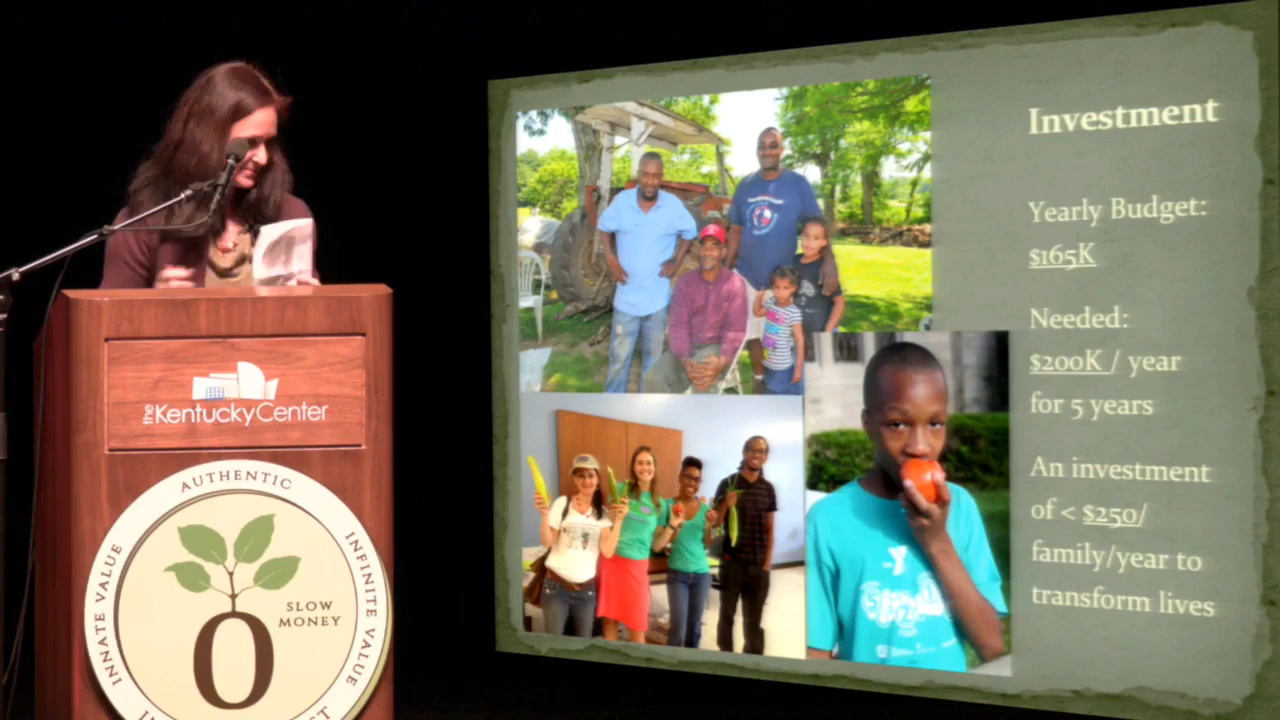 Investment
Yearly Budget:
$165K
Needed:
$200K / year
for 5 years
An investment
of < $250/
family/year to
transform lives
the Kentucky Center
AUTHENTIC
INNATE VALUE
INFINITE VALUE
SLOW
MONEY
0
Y